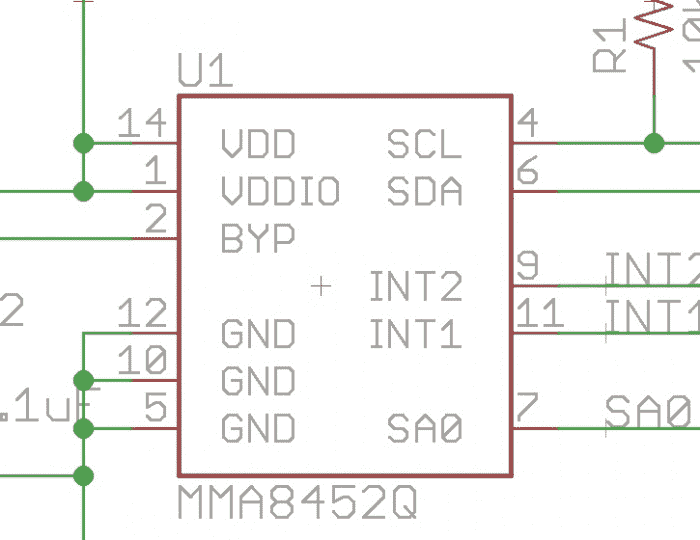 R1
U1
14 VDD SCL 4
1 VDDIO SDA 6
2 BYP
INT2 9 INT2
12 GND INT1 11 INT1
10 GND
.1uF
5 GND SA0 7 SA0
2
MMA8452Q